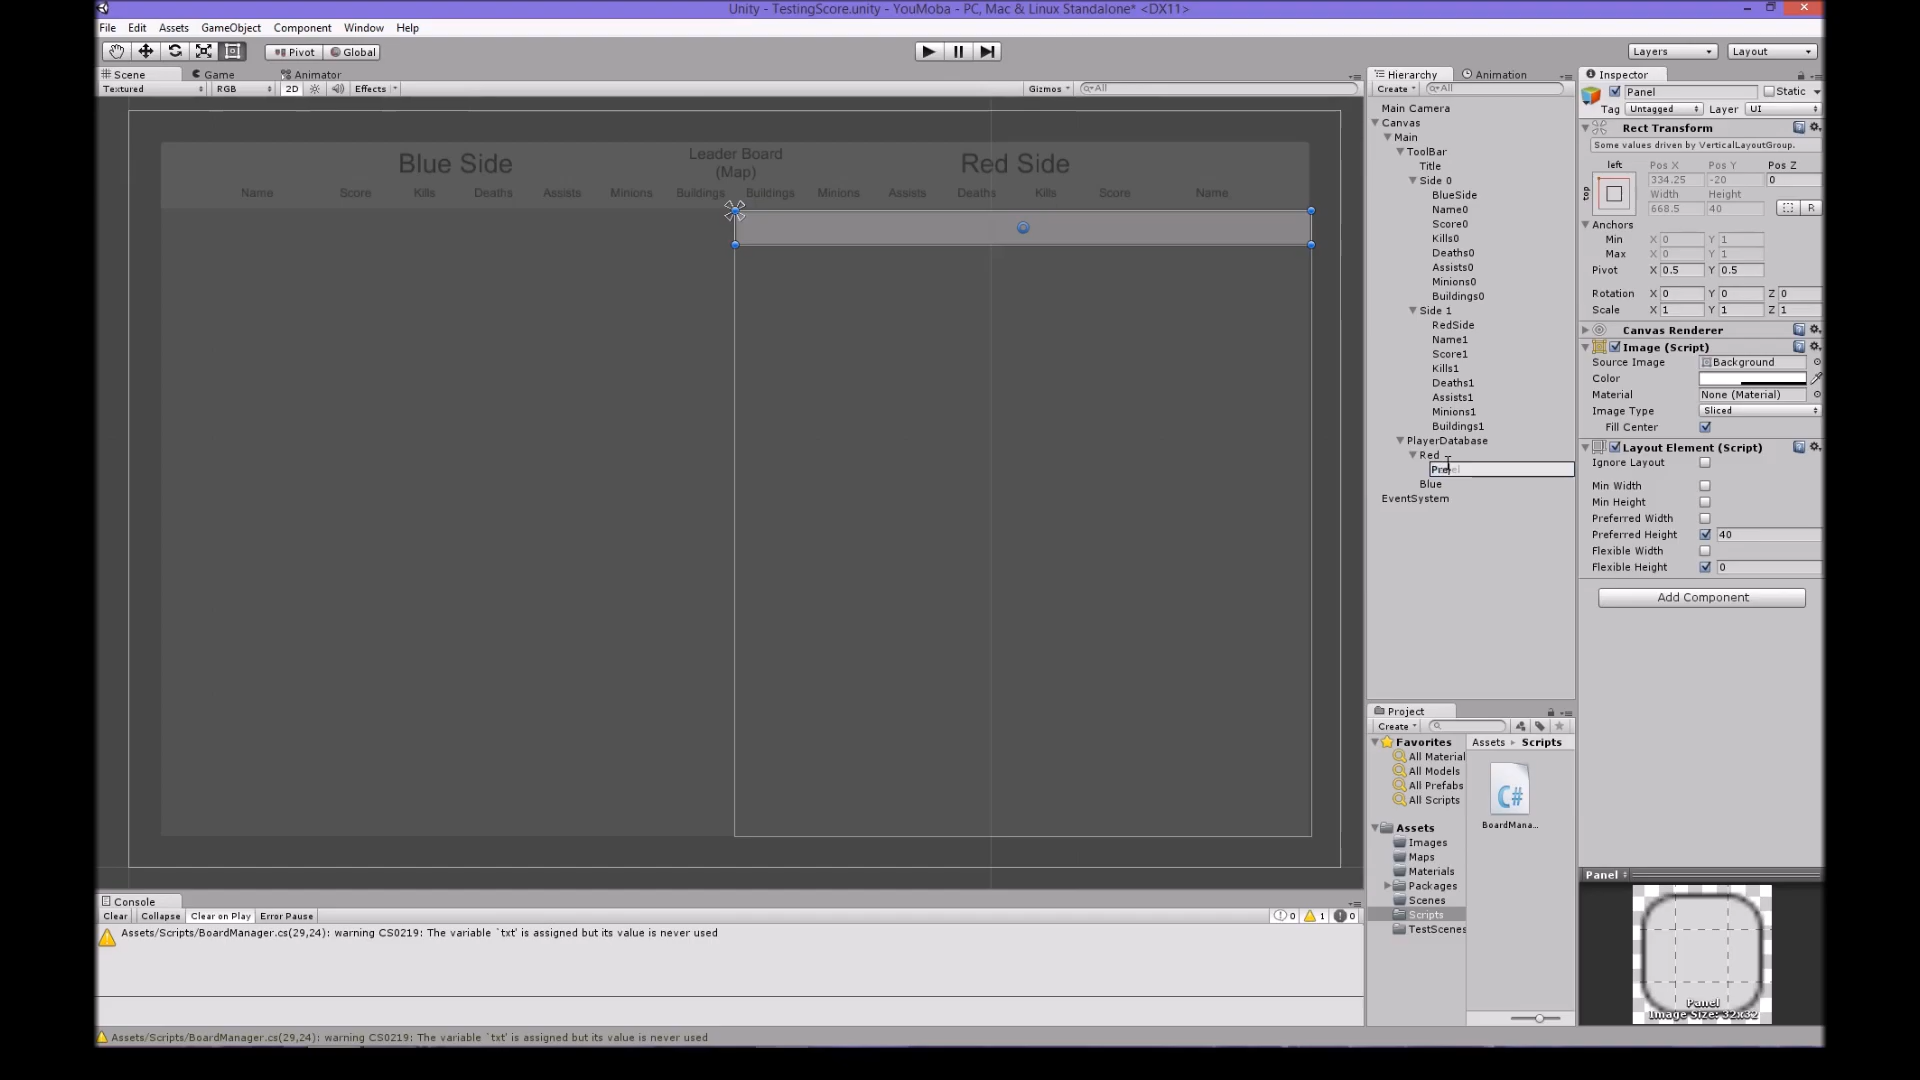 Unity - TestingScore.unity - YouMoba - PC, Mac & Linux Standalone* <DX11>
File Edit Assets GameObject Component Window Help
Pivot Global Layers Layout
Scene Game Animator
Textured RGB 2D Effects Gizmos All
Blue Side Leader Board (Map) Red Side
Name Score Kills Deaths Assists Minions Buildings Buildings Minions Assists Deaths Kills Score Name
Hierarchy Animation
Create All
Main Camera
Canvas
Main
ToolBar
Title
Side 0
BlueSide
Name0
Score0
Kills0
Deaths0
Assists0
Minions0
Buildings0
Side 1
RedSide
Name1
Score1
Kills1
Deaths1
Assists1
Minions1
Buildings1
PlayerDatabase
Red
Blue
EventSystem
Inspector
Panel Static
Tag Untagged Layer UI
Rect Transform
Some values driven by VerticalLayoutGroup.
left Pos X Pos Y Pos Z
top 334.25 -20 0
Width Height
668.5 40 R
Anchors
Min X 0 Y 1
Max X 0 Y 1
Pivot X 0.5 Y 0.5
Rotation X 0 Y 0 Z 0
Scale X 1 Y 1 Z 1
Canvas Renderer
Image (Script)
Source Image Background
Color
Material None (Material)
Image Type Sliced
Fill Center
Layout Element (Script)
Ignore Layout
Min Width
Min Height
Preferred Width
Preferred Height 40
Flexible Width
Flexible Height 0
Add Component
Project
Create
Favorites
All Material
All Models
All Prefabs
All Scripts
Assets
Images
Maps
Materials
Packages
Scenes
Scripts
TestScenes
Assets Scripts
C#
BoardMana...
Panel
Panel
Image Size: 32x32
Console
Clear Collapse Clear on Play Error Pause 0 1 0
Assets/Scripts/BoardManager.cs(29,24): warning CS0219: The variable `txt' is assigned but its value is never used
Assets/Scripts/BoardManager.cs(29,24): warning CS0219: The variable `txt' is assigned but its value is never used